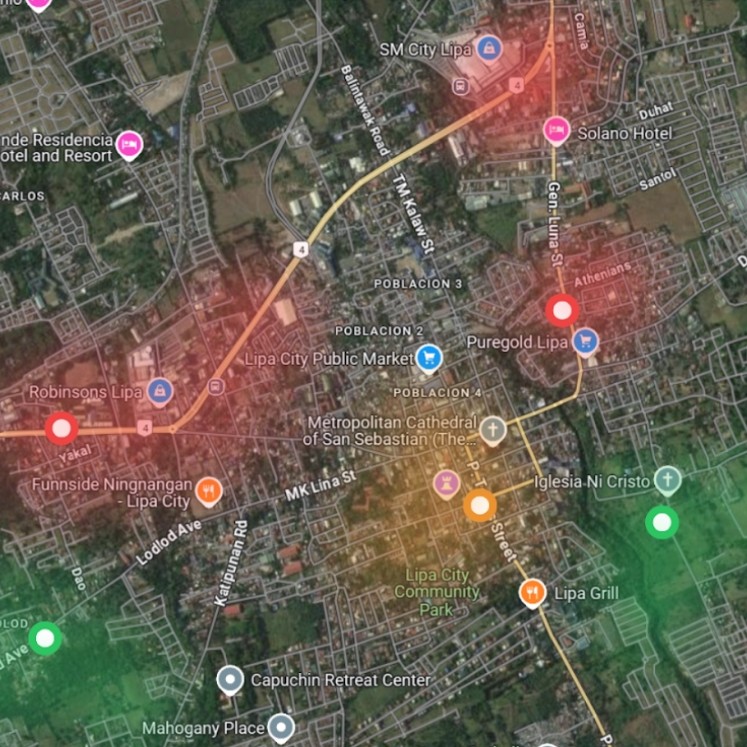 SM City Lipa
4
Camia
Balintawak Road
nde Residencia
otel and Resort
Duhat
Solano Hotel
Santol
CARLOS
TM Kalaw St
Gen. Luna St
4
Athenians
POBLACION 3
POBLACION 2
Puregold Lipa
Lipa City Public Market
Robinsons Lipa
POBLACION 4
4
Metropolitan Cathedral
of San Sebastian (The...
Yakal
Funnside Ningnangan
- Lipa City
MK Lina St
Iglesia Ni Cristo
Lodlod Ave
Street
Katipunan Rd
Dao
Lipa City
Community
Park
Lipa Grill
Capuchin Retreat Center
Mahogany Place